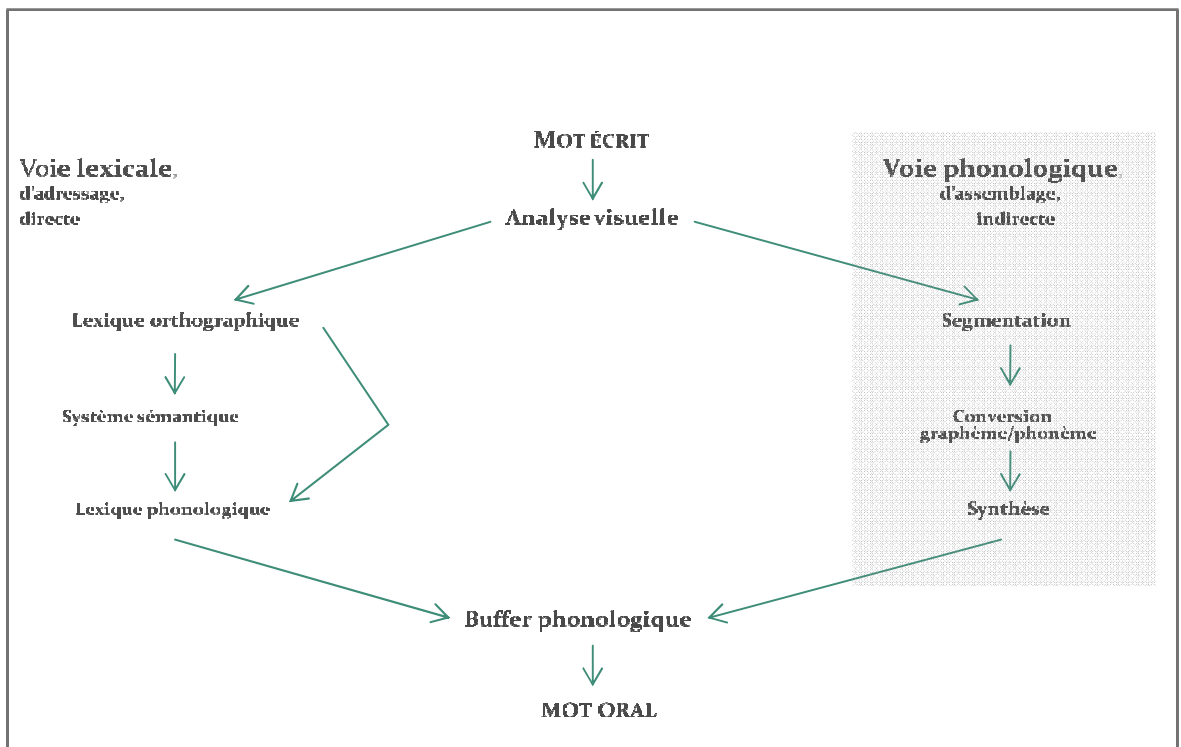 MOT ÉCRIT
Voie lexicale,
d'adressage,
directe
Voie phonologique,
d'assemblage,
indirecte
Analyse visuelle
Lexique orthographique
Segmentation
Système sémantique
Conversion
graphème/phonème
Lexique phonologique
Synthèse
Buffer phonologique
MOT ORAL